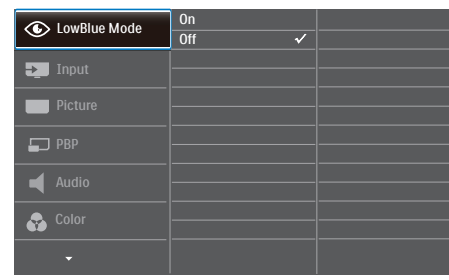 LowBlue Mode
On
Off
Input
Picture
PBP
Audio
Color